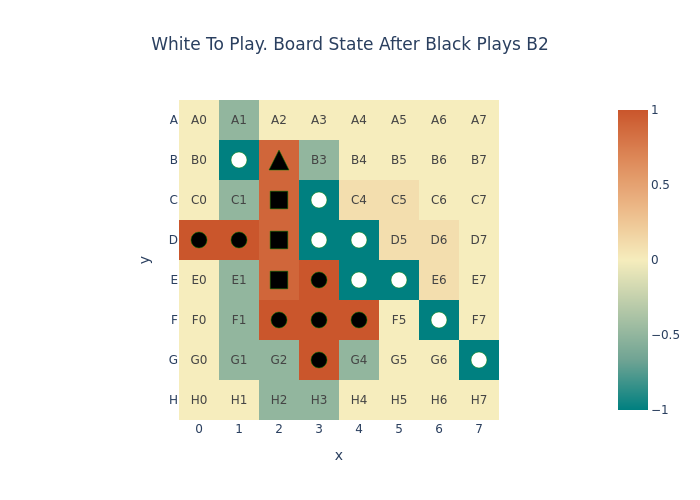 White To Play. Board State After Black Plays B2
A A0 A1 A2 A3 A4 A5 A6 A7
B B0 B3 B4 B5 B6 B7
C C0 C1 C4 C5 C6 C7
D D5 D6 D7
E E0 E1 E6 E7
F F0 F1 F5 F7
G G0 G1 G2 G4 G5 G6
H H0 H1 H2 H3 H4 H5 H6 H7
0 1 2 3 4 5 6 7
x
y
1
0.5
0
−0.5
−1